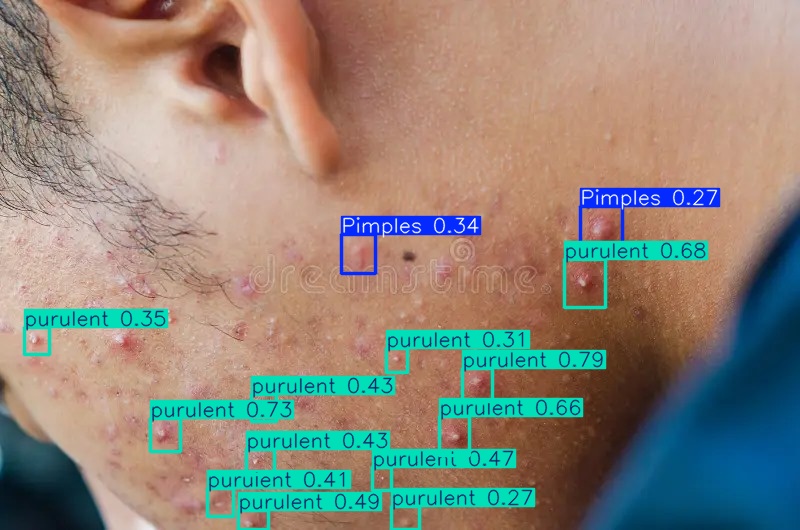 Pimples 0.27
Pimples 0.34
purulent 0.68
dreamstime
purulent 0.35
purulent 0.31
purulent 0.79
purulent 0.43
purulent 0.73
purulent 0.66
purulent 0.43
purulent 0.47
purulent 0.41
purulent 0.49
purulent 0.27